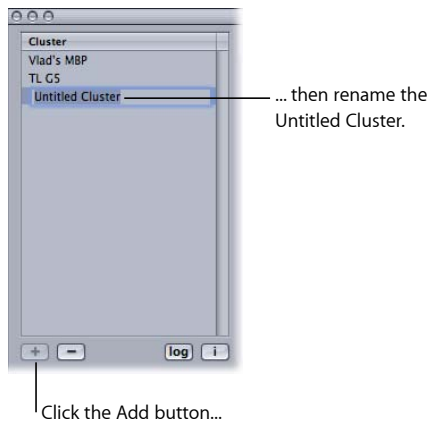 Cluster
Vlad's MBP
TL G5
Untitled Cluster
... then rename the
Untitled Cluster.
+ − log i
Click the Add button...